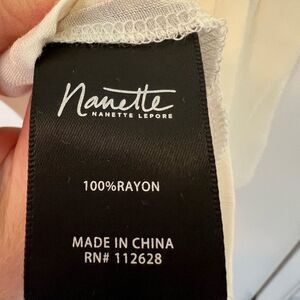 Nanette
NANETTE LEPORE
100%RAYON
MADE IN CHINA
RN# 112628